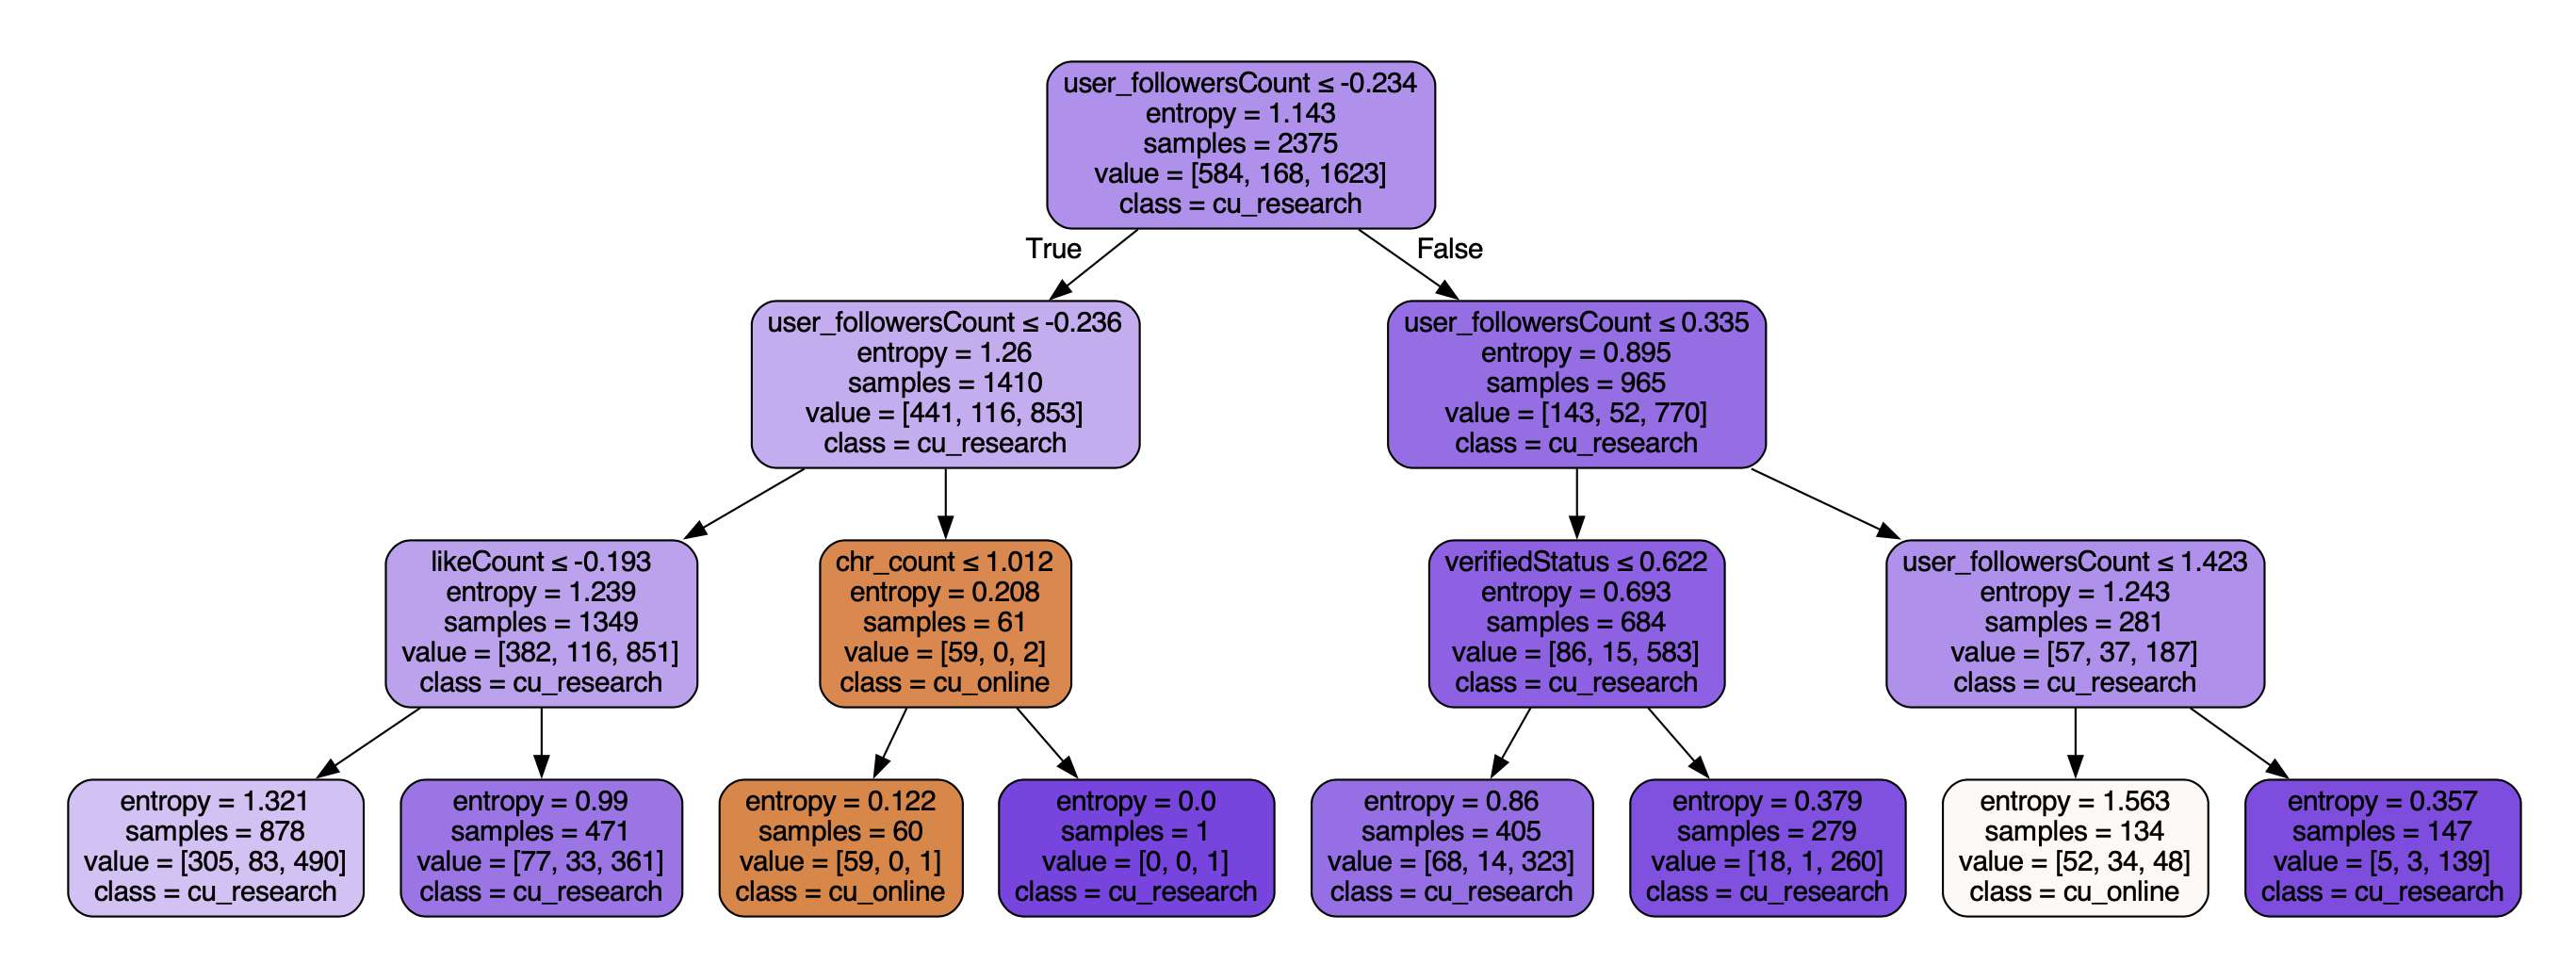 user_followersCount ≤ -0.234
entropy = 1.143
samples = 2375
value = [584, 168, 1623]
class = cu_research
True
False
user_followersCount ≤ -0.236
entropy = 1.26
samples = 1410
value = [441, 116, 853]
class = cu_research
user_followersCount ≤ 0.335
entropy = 0.895
samples = 965
value = [143, 52, 770]
class = cu_research
likeCount ≤ -0.193
entropy = 1.239
samples = 1349
value = [382, 116, 851]
class = cu_research
chr_count ≤ 1.012
entropy = 0.208
samples = 61
value = [59, 0, 2]
class = cu_online
verifiedStatus ≤ 0.622
entropy = 0.693
samples = 684
value = [86, 15, 583]
class = cu_research
user_followersCount ≤ 1.423
entropy = 1.243
samples = 281
value = [57, 37, 187]
class = cu_research
entropy = 1.321
samples = 878
value = [305, 83, 490]
class = cu_research
entropy = 0.99
samples = 471
value = [77, 33, 361]
class = cu_research
entropy = 0.122
samples = 60
value = [59, 0, 1]
class = cu_online
entropy = 0.0
samples = 1
value = [0, 0, 1]
class = cu_research
entropy = 0.86
samples = 405
value = [68, 14, 323]
class = cu_research
entropy = 0.379
samples = 279
value = [18, 1, 260]
class = cu_research
entropy = 1.563
samples = 134
value = [52, 34, 48]
class = cu_online
entropy = 0.357
samples = 147
value = [5, 3, 139]
class = cu_research